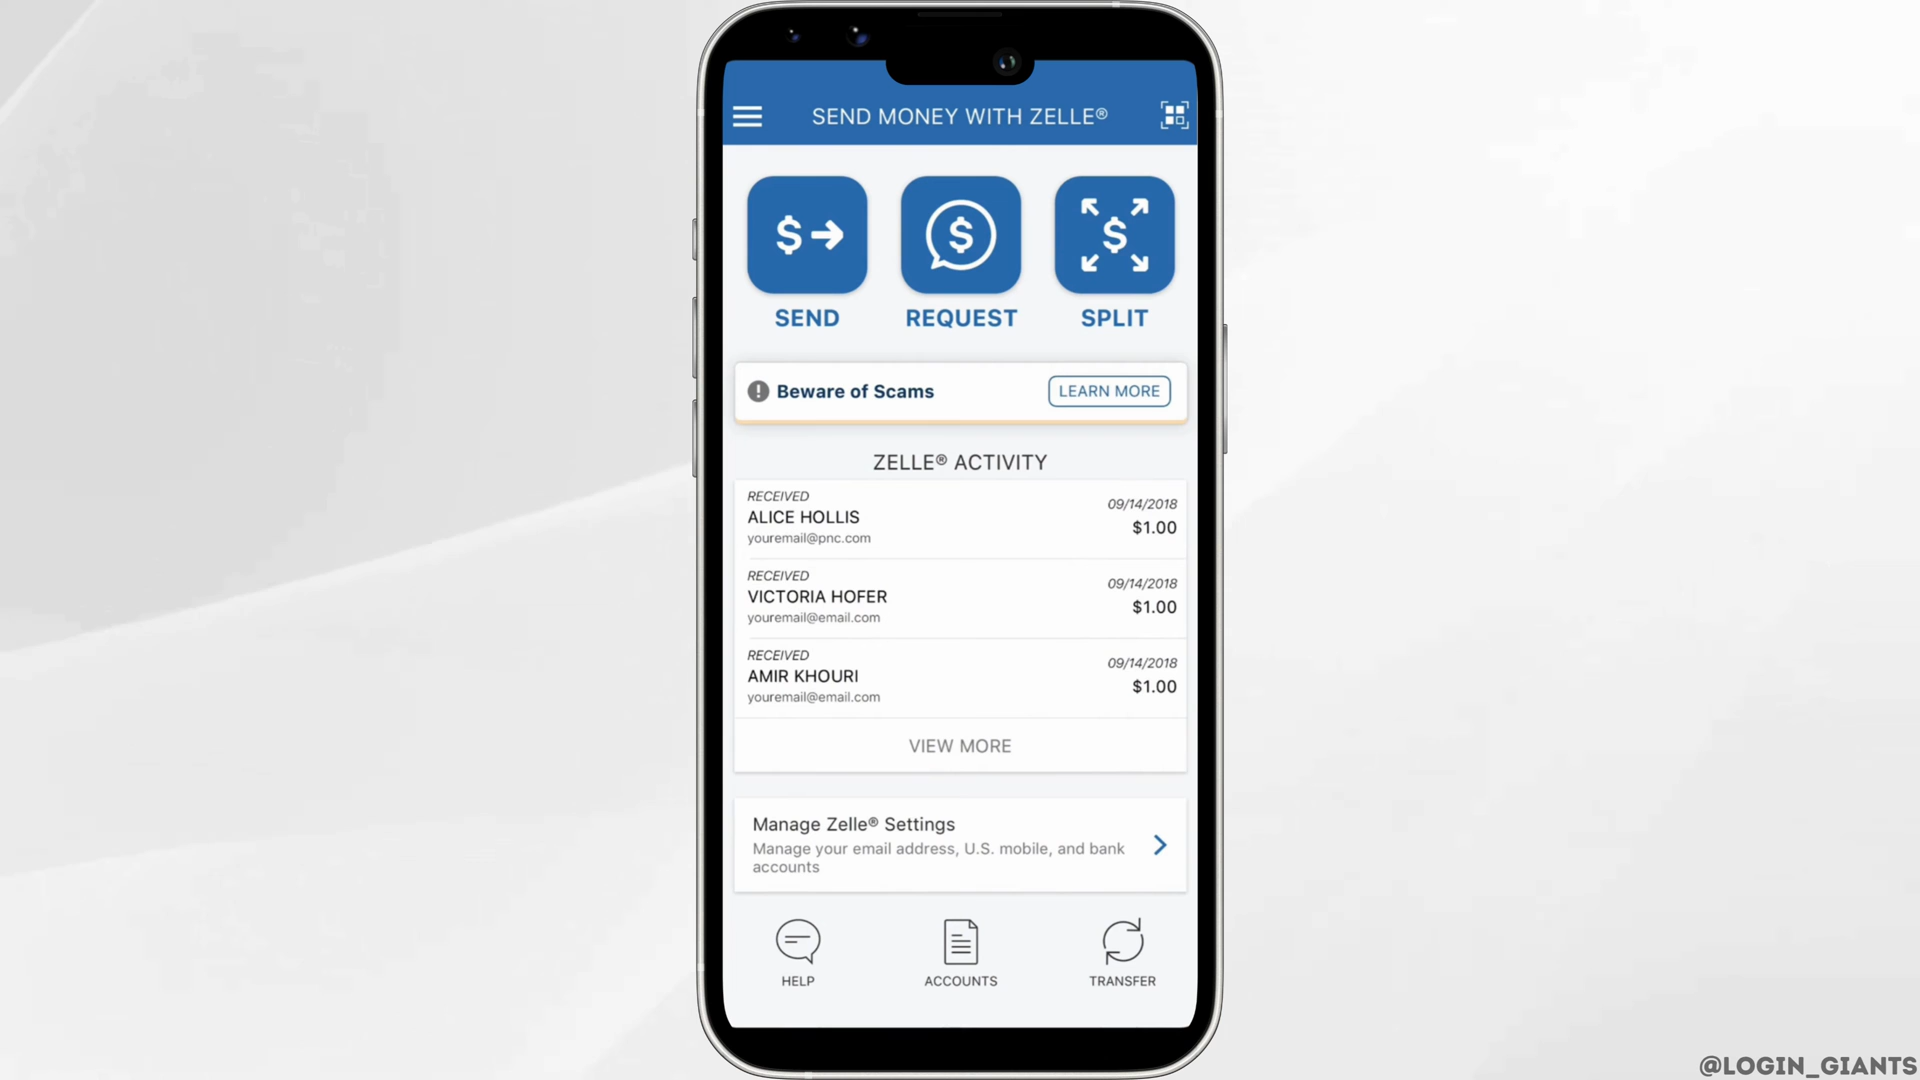 SEND MONEY WITH ZELLE®
SEND
REQUEST
SPLIT
Beware of Scams
LEARN MORE
ZELLE® ACTIVITY
RECEIVED
ALICE HOLLIS
youremail@pnc.com
09/14/2018
$1.00
RECEIVED
VICTORIA HOFER
youremail@email.com
09/14/2018
$1.00
RECEIVED
AMIR KHOURI
youremail@email.com
09/14/2018
$1.00
VIEW MORE
Manage Zelle® Settings
Manage your email address, U.S. mobile, and bank
accounts
HELP
ACCOUNTS
TRANSFER
@LOGIN_GIANTS